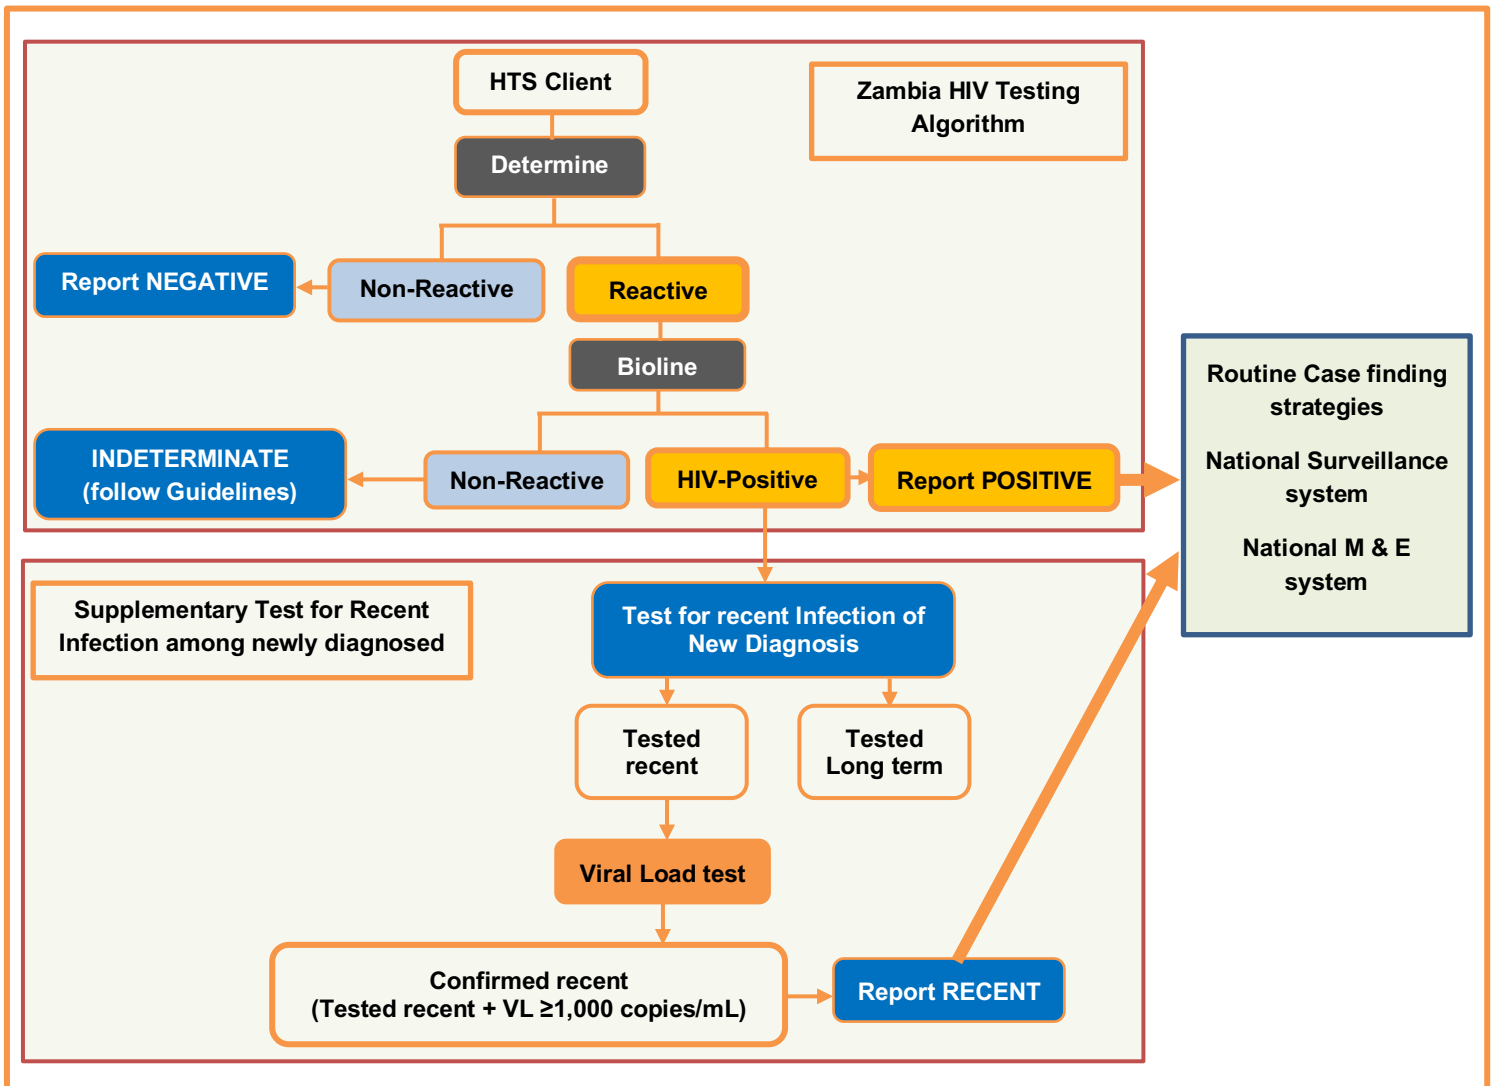 HTS Client
Zambia HIV Testing
Algorithm
Determine
Report NEGATIVE
Non-Reactive
Reactive
Bioline
INDETERMINATE
(follow Guidelines)
Non-Reactive
HIV-Positive
Report POSITIVE
Routine Case finding
strategies
National Surveillance
system
National M & E
system
Supplementary Test for Recent
Infection among newly diagnosed
Test for recent Infection of
New Diagnosis
Tested
recent
Tested
Long term
Viral Load test
Confirmed recent
(Tested recent + VL ≥1,000 copies/mL)
Report RECENT